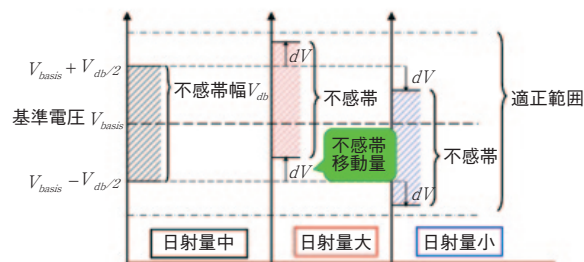 V_basis + V_db/2
不感帯幅V_db
基準電圧 V_basis
V_basis − V_db/2
dV
不感帯
dV
不感帯
移動量
dV
不感帯
dV
適正範囲
日射量中
日射量大
日射量小